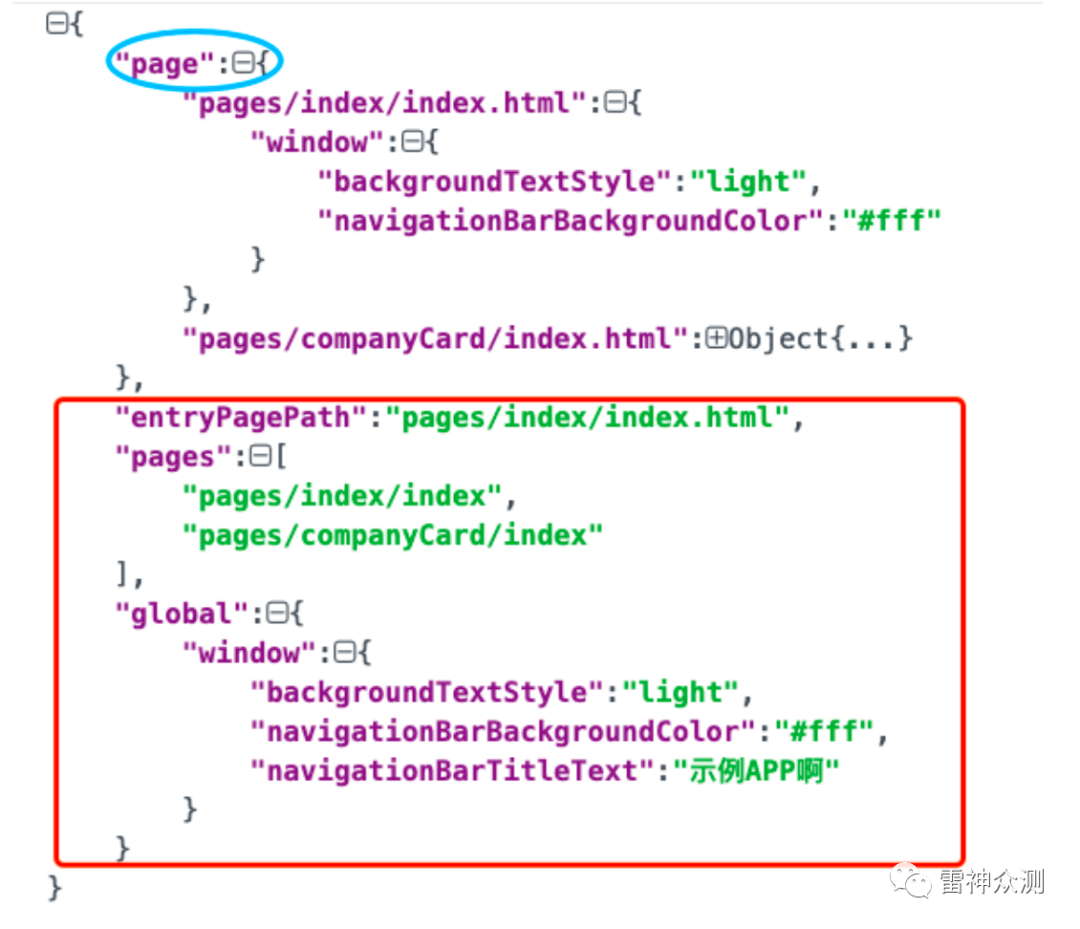 {
"page":{
"pages/index/index.html":{
"window":{
"backgroundTextStyle":"light",
"navigationBarBackgroundColor":"#fff"
}
},
"pages/companyCard/index.html":Object{...}
},
"entryPagePath":"pages/index/index.html",
"pages":[
"pages/index/index",
"pages/companyCard/index"
],
"global":{
"window":{
"backgroundTextStyle":"light",
"navigationBarBackgroundColor":"#fff",
"navigationBarTitleText":"示例APP啊"
}
}
}
雷神众测